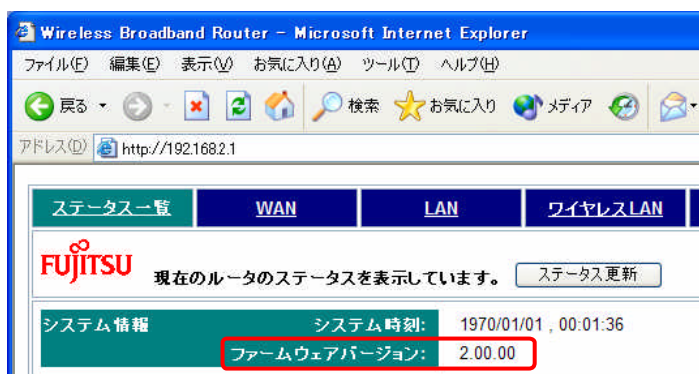 Wireless Broadband Router - Microsoft Internet Explorer
ファイル(F) 編集(E) 表示(V) お気に入り(A) ツール(T) ヘルプ(H)
戻る 検索 お気に入り メディア
アドレス(D) http://192.168.2.1
ステータス一覧 WAN LAN ワイヤレスLAN
FUJITSU 現在のルータのステータスを表示しています。 ステータス更新
システム情報 システム時刻: 1970/01/01 , 00:01:36
ファームウェアバージョン: 2.00.00